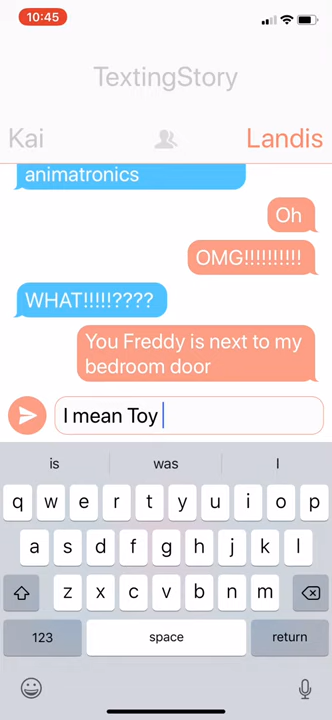 10:45
TextingStory
Kai
Landis
animatronics
Oh
OMG!!!!!!!!!!
WHAT!!!!!????
You Freddy is next to my
bedroom door
I mean Toy
is was I
q w e r t y u i o p
a s d f g h j k l
z x c v b n m
123 space return